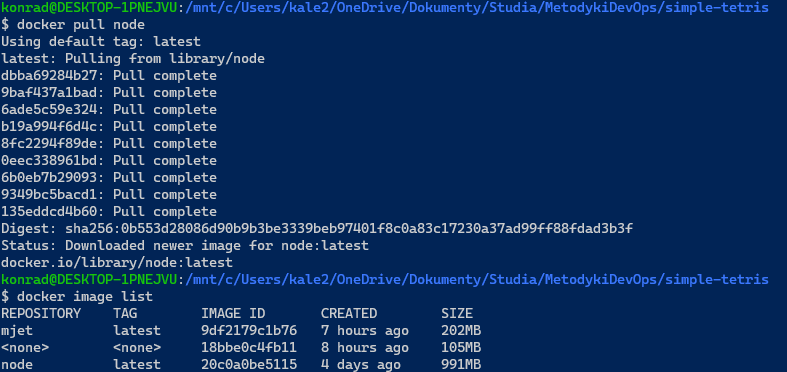 konrad@DESKTOP-1PNEJVU:/mnt/c/Users/kale2/OneDrive/Dokumenty/Studia/MetodykiDevOps/simple-tetris
$ docker pull node
Using default tag: latest
latest: Pulling from library/node
dbba69284b27: Pull complete
9baf437a1bad: Pull complete
6ade5c59e324: Pull complete
b19a994f6d4c: Pull complete
8fc2294f89de: Pull complete
0eec338961bd: Pull complete
6b0eb7b29093: Pull complete
9349bc5bacd1: Pull complete
135eddcd4b60: Pull complete
Digest: sha256:0b553d28086d90b9b3be3339beb97401f8c0a83c17230a37ad99ff88fdad3b3f
Status: Downloaded newer image for node:latest
docker.io/library/node:latest
konrad@DESKTOP-1PNEJVU:/mnt/c/Users/kale2/OneDrive/Dokumenty/Studia/MetodykiDevOps/simple-tetris
$ docker image list
REPOSITORY TAG IMAGE ID CREATED SIZE
mjet latest 9df2179c1b76 7 hours ago 202MB
<none> <none> 18bbe0c4fb11 8 hours ago 105MB
node latest 20c0a0be5115 4 days ago 991MB